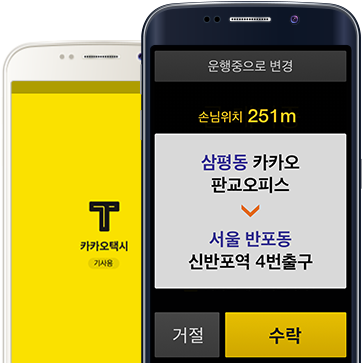 카카오택시
기사용
운행중으로 변경
손님위치 251m
삼평동 카카오
판교오피스
서울 반포동
신반포역 4번출구
거절
수락